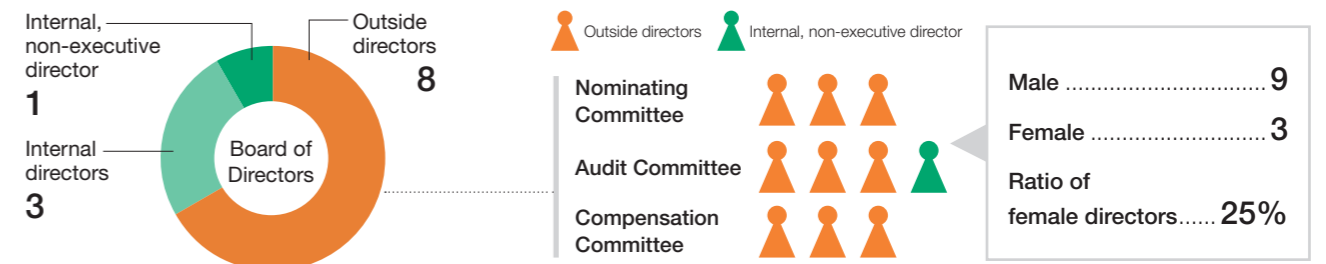 Internal,
non-executive
director
1
Internal
directors
3
Board of
Directors
Outside
directors
8
Outside directors
Internal, non-executive director
Nominating
Committee
Audit Committee
Compensation
Committee
Male ................................ 9
Female ............................ 3
Ratio of
female directors...... 25%